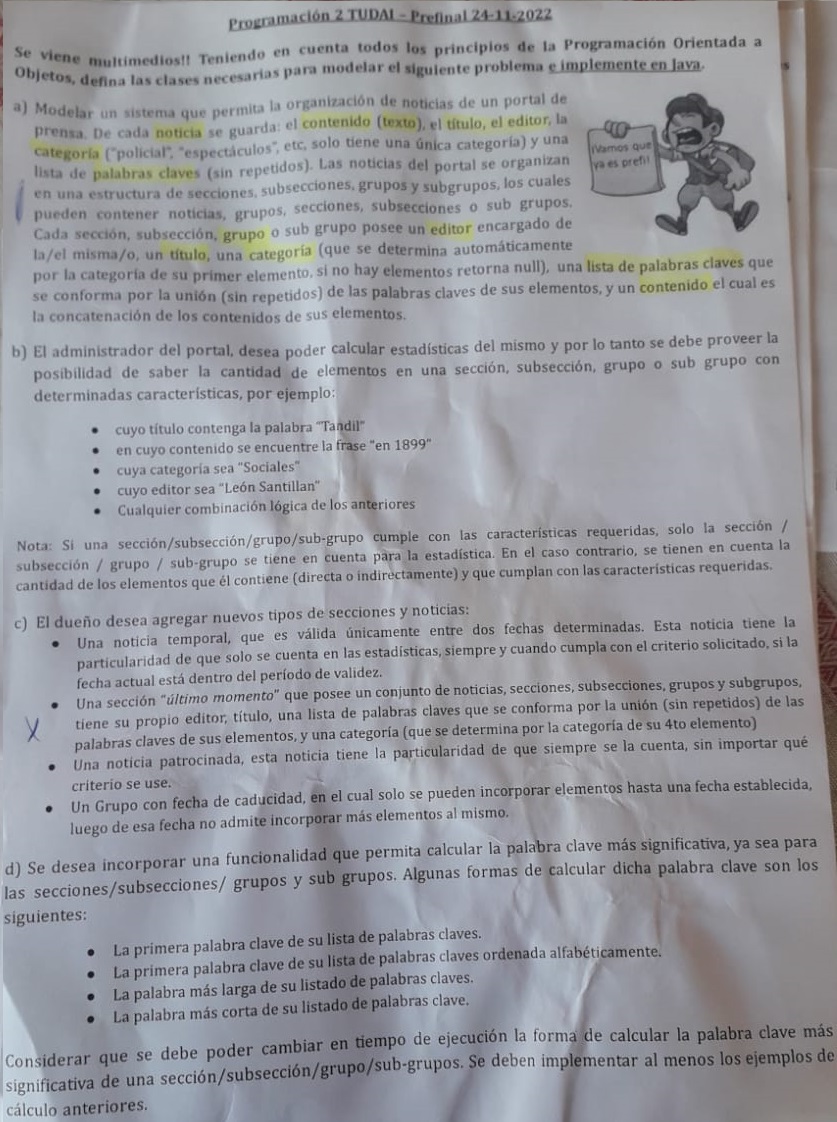 Programación 2 TUDAI – Prefinal 24-11-2022
Se viene multimedios!! Teniendo en cuenta todos los principios de la Programación Orientada a
Objetos, defina las clases necesarias para modelar el siguiente problema e implemente en Java.
a) Modelar un sistema que permita la organización de noticias de un portal de
prensa. De cada noticia se guarda: el contenido (texto), el título, el editor, la
categoría ("policial", "espectáculos", etc, solo tiene una única categoría) y una
lista de palabras claves (sin repetidos). Las noticias del portal se organizan
en una estructura de secciones, subsecciones, grupos y subgrupos, los cuales
pueden contener noticias, grupos, secciones, subsecciones o sub grupos.
Cada sección, subsección, grupo o sub grupo posee un editor encargado de
la/el misma/o, un título, una categoría (que se determina automáticamente
por la categoría de su primer elemento, si no hay elementos retorna null), una lista de palabras claves que
se conforma por la unión (sin repetidos) de las palabras claves de sus elementos, y un contenido el cual es
la concatenación de los contenidos de sus elementos.
¡Vamos que
ya es prefi!
b) El administrador del portal, desea poder calcular estadísticas del mismo y por lo tanto se debe proveer la
posibilidad de saber la cantidad de elementos en una sección, subsección, grupo o sub grupo con
determinadas características, por ejemplo:
• cuyo título contenga la palabra "Tandil"
• en cuyo contenido se encuentre la frase "en 1899"
• cuya categoría sea "Sociales"
• cuyo editor sea "León Santillan"
• Cualquier combinación lógica de los anteriores
Nota: Si una sección/subsección/grupo/sub-grupo cumple con las características requeridas, solo la sección /
subsección / grupo / sub-grupo se tiene en cuenta para la estadística. En el caso contrario, se tienen en cuenta la
cantidad de los elementos que él contiene (directa o indirectamente) y que cumplan con las características requeridas.
c) El dueño desea agregar nuevos tipos de secciones y noticias:
• Una noticia temporal, que es válida únicamente entre dos fechas determinadas. Esta noticia tiene la
particularidad de que solo se cuenta en las estadísticas, siempre y cuando cumpla con el criterio solicitado, si la
fecha actual está dentro del período de validez.
• Una sección "último momento" que posee un conjunto de noticias, secciones, subsecciones, grupos y subgrupos,
tiene su propio editor, título, una lista de palabras claves que se conforma por la unión (sin repetidos) de las
palabras claves de sus elementos, y una categoría (que se determina por la categoría de su 4to elemento)
• Una noticia patrocinada, esta noticia tiene la particularidad de que siempre se la cuenta, sin importar qué
criterio se use.
• Un Grupo con fecha de caducidad, en el cual solo se pueden incorporar elementos hasta una fecha establecida,
luego de esa fecha no admite incorporar más elementos al mismo.
d) Se desea incorporar una funcionalidad que permita calcular la palabra clave más significativa, ya sea para
las secciones/subsecciones/ grupos y sub grupos. Algunas formas de calcular dicha palabra clave son los
siguientes:
• La primera palabra clave de su lista de palabras claves.
• La primera palabra clave de su lista de palabras claves ordenada alfabéticamente.
• La palabra más larga de su listado de palabras claves.
• La palabra más corta de su listado de palabras clave.
Considerar que se debe poder cambiar en tiempo de ejecución la forma de calcular la palabra clave más
significativa de una sección/subsección/grupo/sub-grupos. Se deben implementar al menos los ejemplos de
cálculo anteriores.